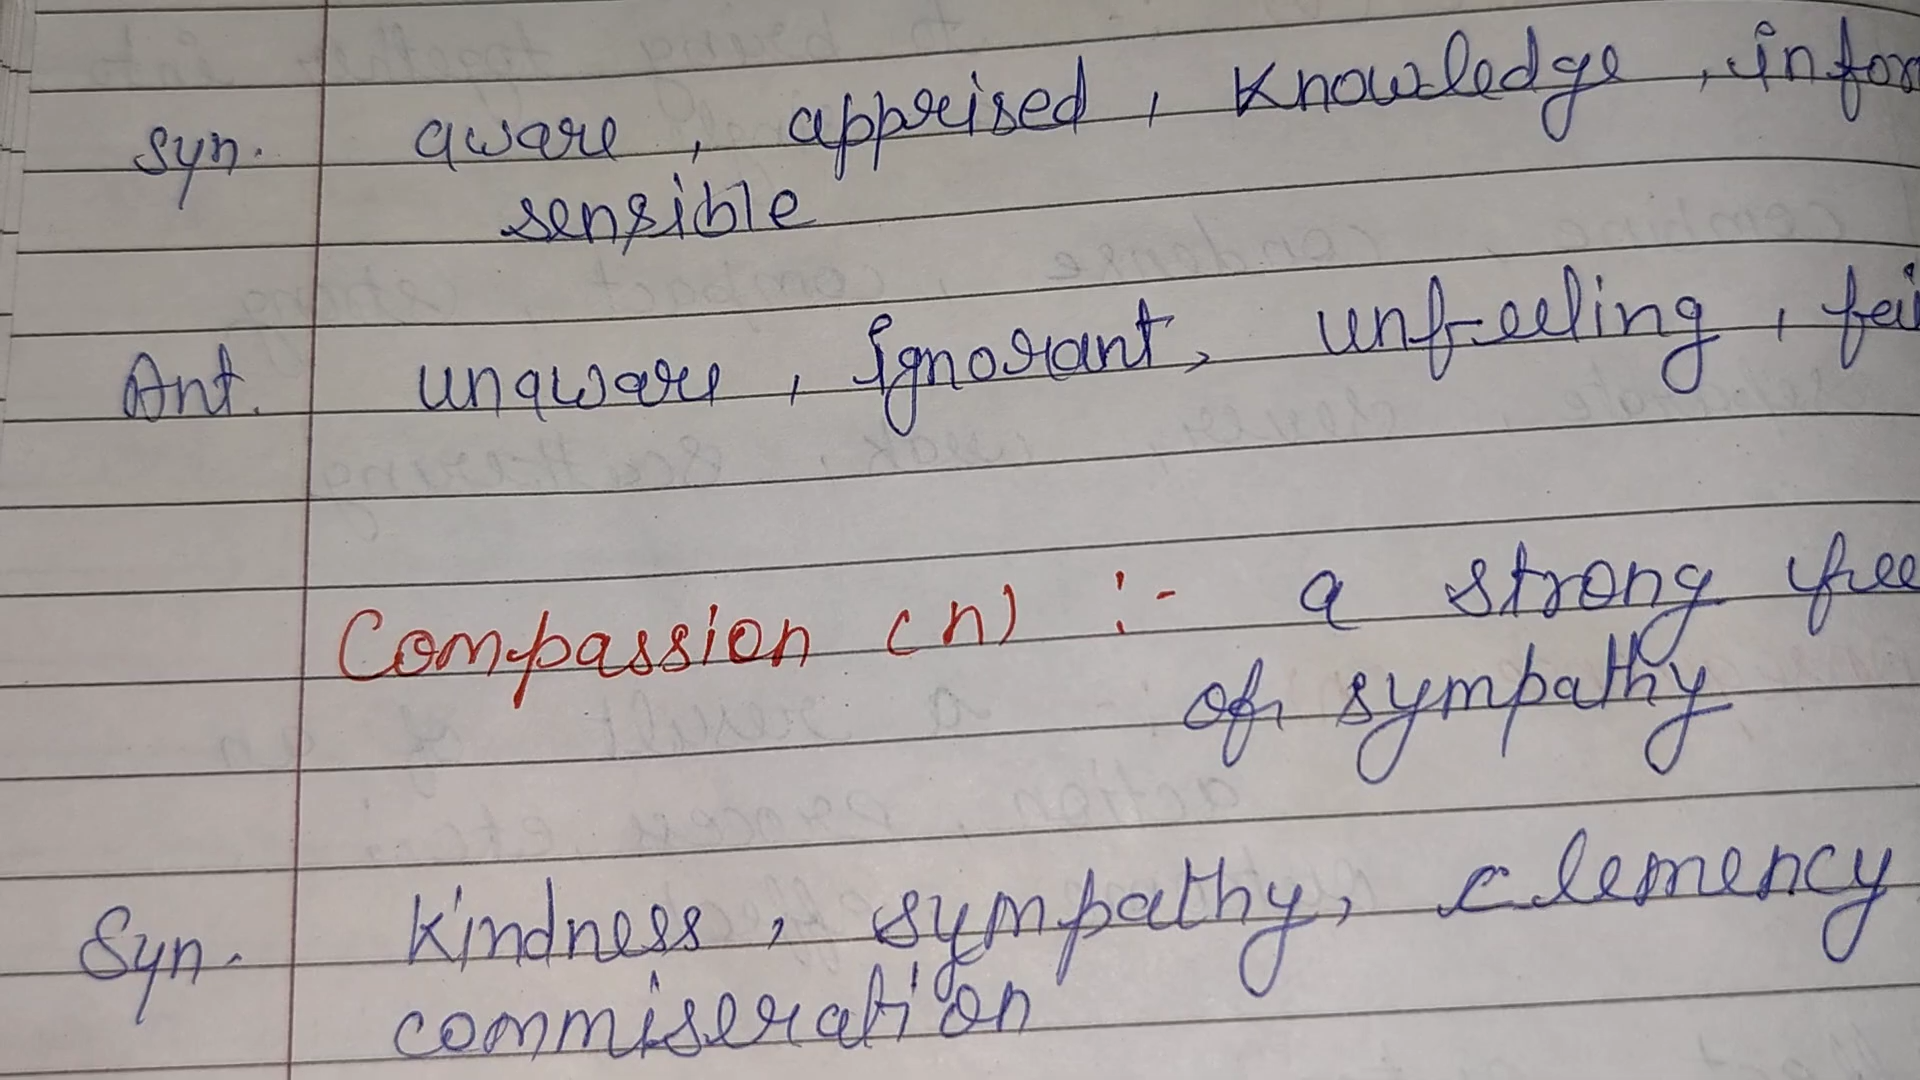 Syn. aware, apprised, Knowledge, infor
sensible
Ant. unaware, Ignorant, unfeeling, fei
Compassion (n) :- a strong fee
of sympathy
Syn. Kindness, sympathy, clemency
commiseration